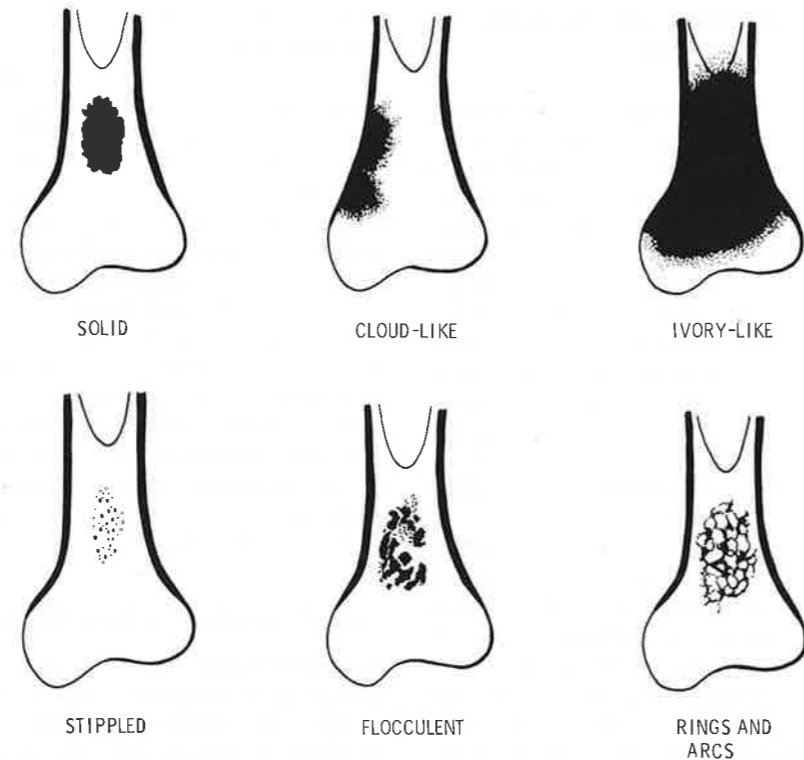 SOLID
CLOUD-LIKE
IVORY-LIKE
STIPPLED
FLOCCULENT
RINGS AND
ARCS